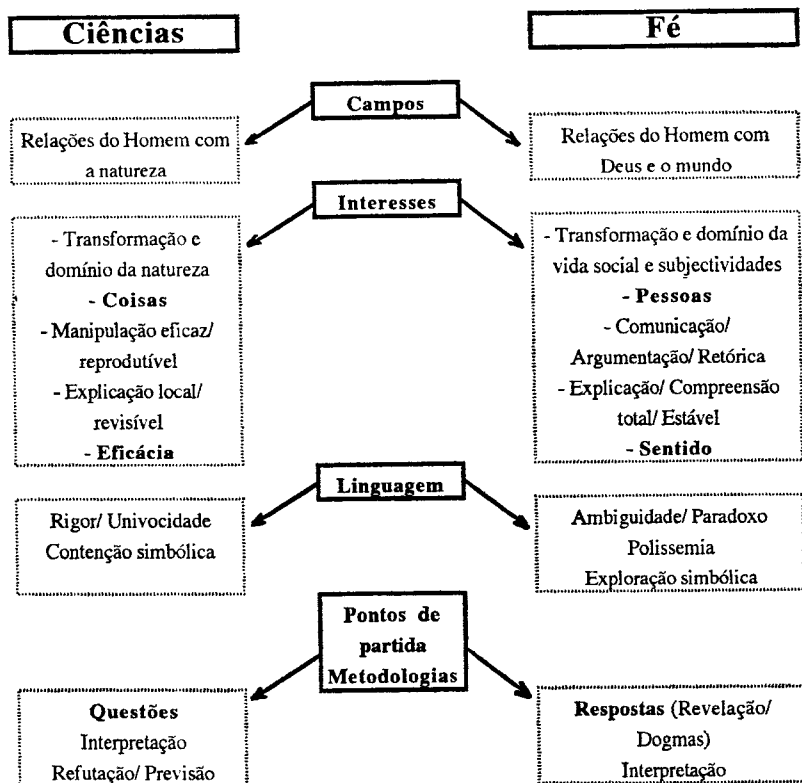 Ciências
Fé
Campos
Relações do Homem com
a natureza
Relações do Homem com
Deus e o mundo
Interesses
- Transformação e
domínio da natureza
- Coisas
- Manipulação eficaz/
reprodutível
- Explicação local/
revisível
- Eficácia
- Transformação e domínio da
vida social e subjectividades
- Pessoas
- Comunicação/
Argumentação/ Retórica
- Explicação/ Compreensão
total/ Estável
- Sentido
Linguagem
Rigor/ Univocidade
Contenção simbólica
Ambiguidade/ Paradoxo
Polissemia
Exploração simbólica
Pontos de
partida
Metodologias
Questões
Interpretação
Refutação/ Previsão
Respostas (Revelação/
Dogmas)
Interpretação